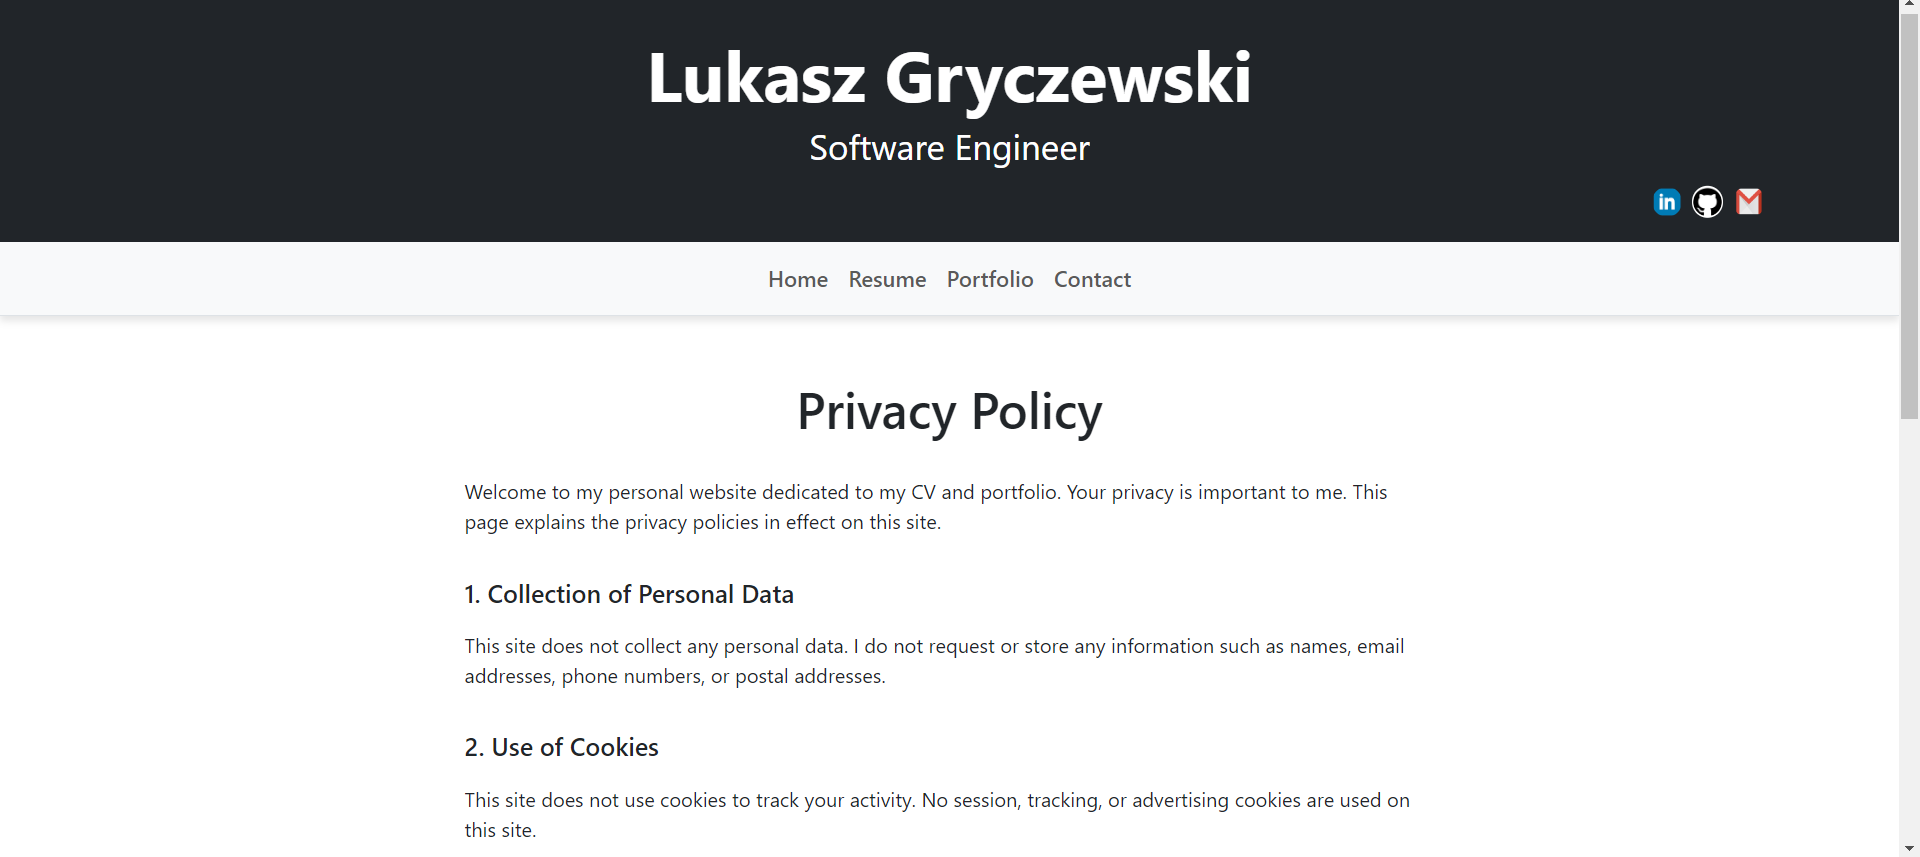 Lukasz Gryczewski
Software Engineer
in
Home Resume Portfolio Contact
Privacy Policy
Welcome to my personal website dedicated to my CV and portfolio. Your privacy is important to me. This
page explains the privacy policies in effect on this site.
1. Collection of Personal Data
This site does not collect any personal data. I do not request or store any information such as names, email
addresses, phone numbers, or postal addresses.
2. Use of Cookies
This site does not use cookies to track your activity. No session, tracking, or advertising cookies are used on
this site.